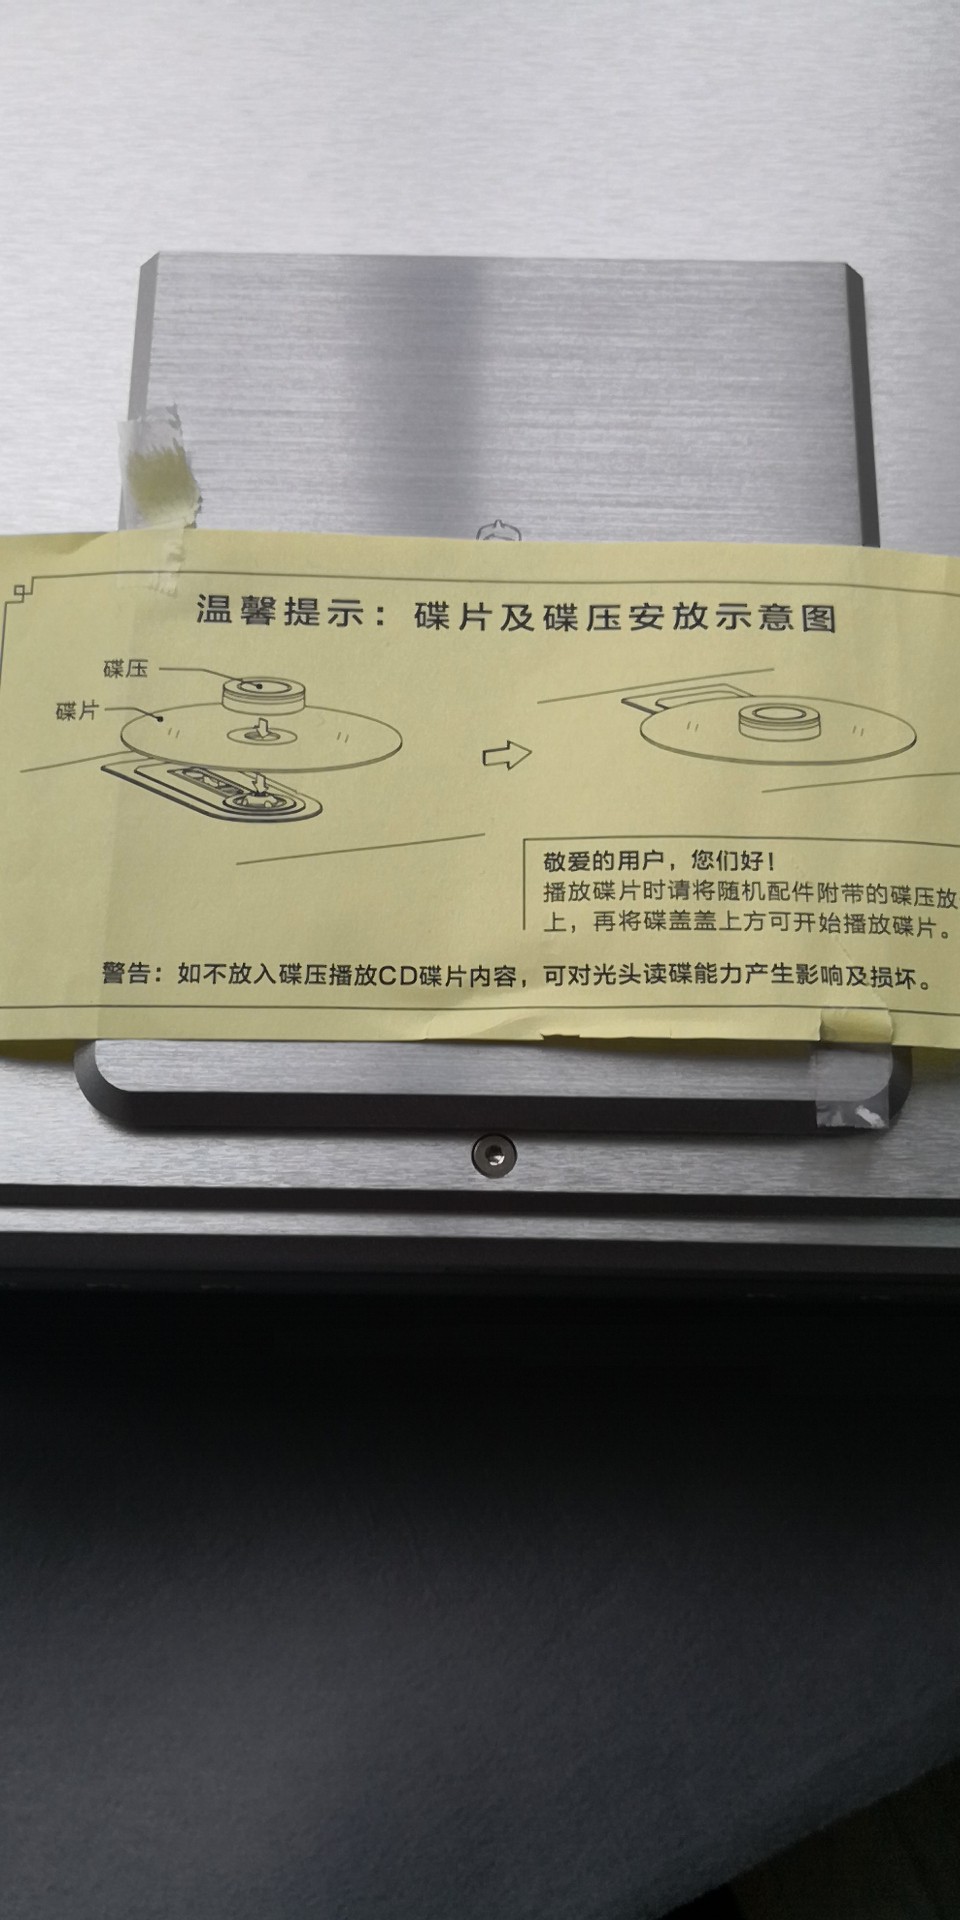 温馨提示：碟片及碟压安放示意图
碟压
碟片
敬爱的用户，您们好！
播放碟片时请将随机配件附带的碟压放
上，再将碟盖盖上方可开始播放碟片。
警告：如不放入碟压播放CD碟片内容，可对光头读碟能力产生影响及损坏。